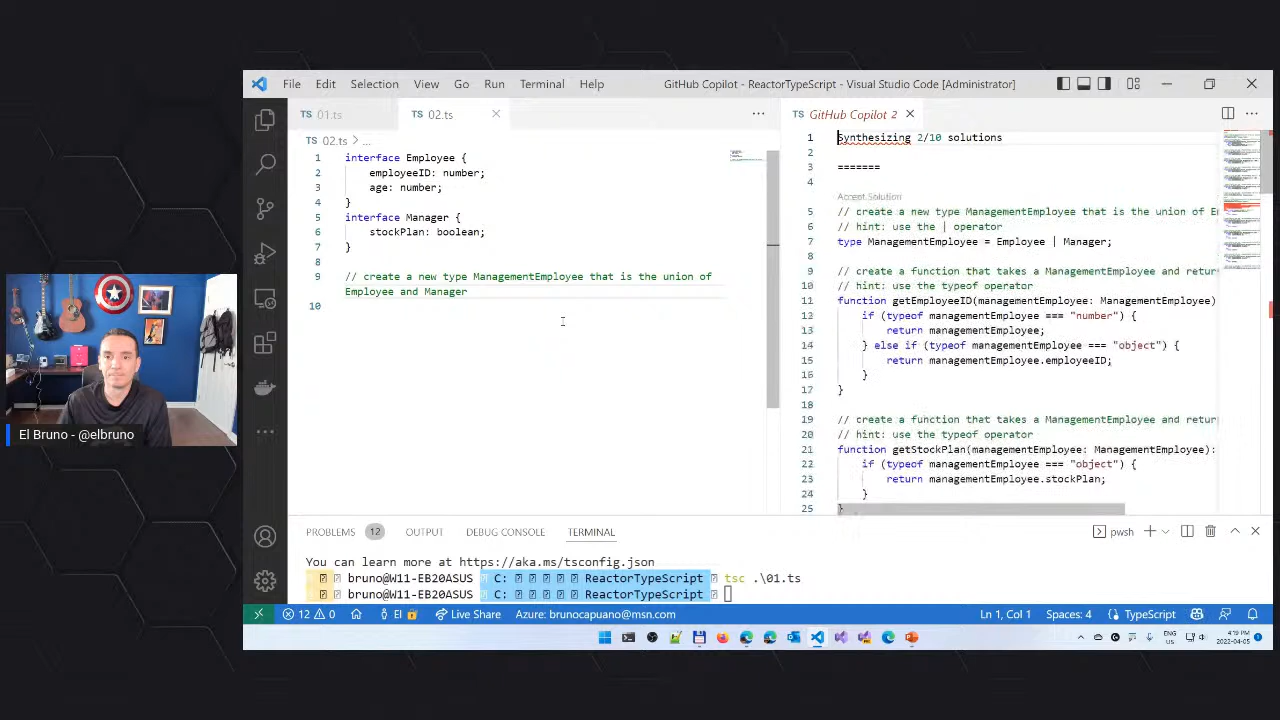 File Edit Selection View Go Run Terminal Help GitHub Copilot - ReactorTypeScript - Visual Studio Code [Administrator]
TS 01.ts TS 02.ts
TS GitHub Copilot 2
02.ts > ...
1 interface Employee {
2 employeeID: number;
3 age: number;
4 }
5 interface Manager {
6 stockPlan: boolean;
7 }
8
9 // create a new type ManagementEmployee that is the union of
Employee and Manager
10
1 Synthesizing 2/10 solutions
2
3 =======
4
Accept Solution
5 // create a new type ManagementEmployee that is the union of E
6 // hint: use the | operator
7 type ManagementEmployee = Employee | Manager;
8
9 // create a function that takes a ManagementEmployee and retur
10 // hint: use the typeof operator
11 function getEmployeeID(managementEmployee: ManagementEmployee)
12 if (typeof managementEmployee === "number") {
13 return managementEmployee;
14 } else if (typeof managementEmployee === "object") {
15 return managementEmployee.employeeID;
16 }
17 }
18
19 // create a function that takes a ManagementEmployee and retur
20 // hint: use the typeof operator
21 function getStockPlan(managementEmployee: ManagementEmployee):
22 if (typeof managementEmployee === "object") {
23 return managementEmployee.stockPlan;
24 }
25 }
El Bruno - @elbruno
PROBLEMS 12 OUTPUT DEBUG CONSOLE TERMINAL
pwsh
You can learn more at https://aka.ms/tsconfig.json
bruno@W11-EB20ASUS C: ReactorTypeScript tsc .\01.ts
bruno@W11-EB20ASUS C: ReactorTypeScript
12 0 El Live Share Azure: brunocapuano@msn.com Ln 1, Col 1 Spaces: 4 TypeScript
ENG
US
4:19 PM
2022-04-05